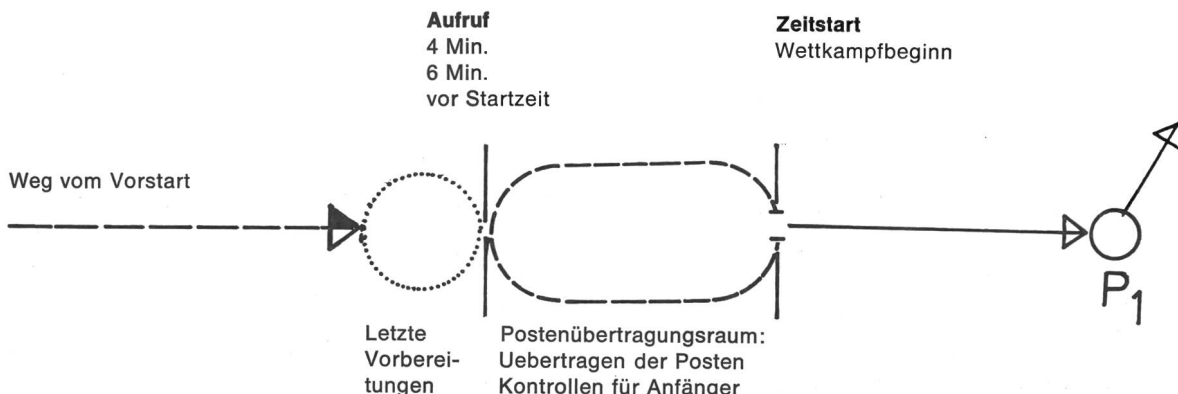 Aufruf
4 Min.
6 Min.
vor Startzeit
Zeitstart
Wettkampfbeginn
Weg vom Vorstart
P1
Letzte
Vorberei-
tungen
Postenübertragungsraum:
Uebertragen der Posten
Kontrollen für Anfänger